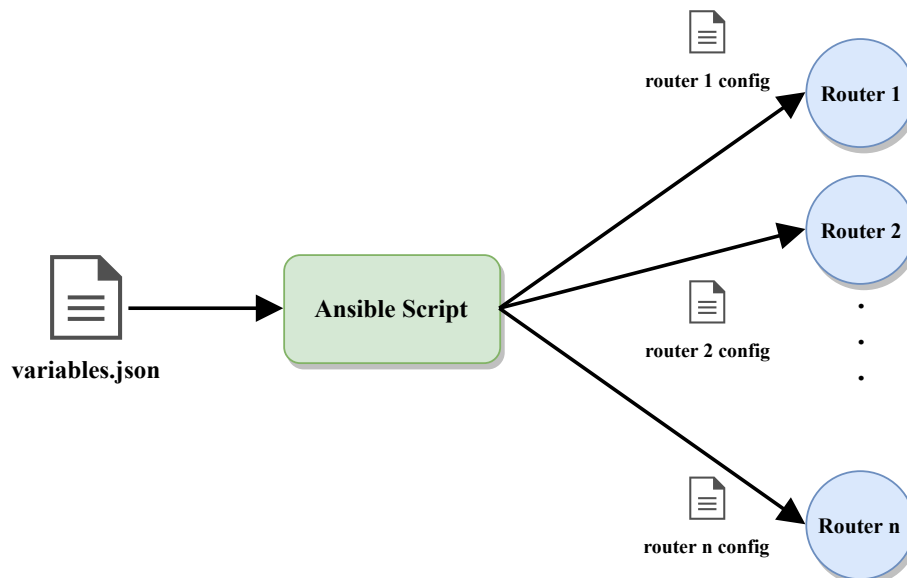 router 1 config
Router 1
Router 2
Ansible Script
variables.json
router 2 config
router n config
Router n